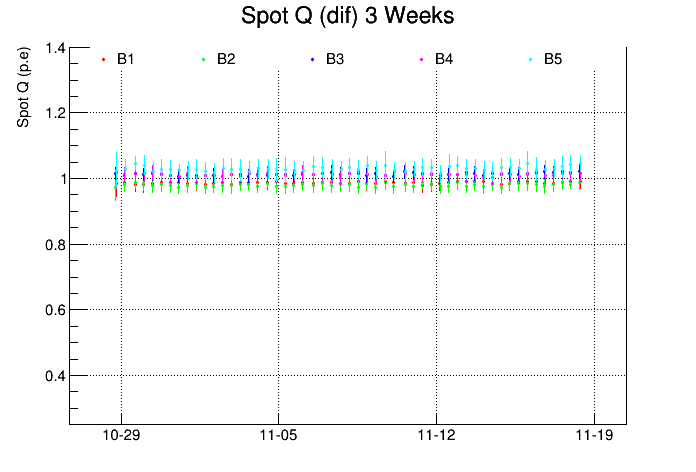 Spot Q (dif) 3 Weeks
Spot Q (p.e)
B1 B2 B3 B4 B5
1.4
1.2
1
0.8
0.6
0.4
10-29 11-05 11-12 11-19